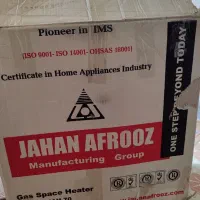 Pioneer in IMS
(ISO 9001- ISO 14001- OHSAS 18001)
Certificate in Home Appliances Industry
JAHAN AFROOZ
Manufacturing Group
ONE STEP BEYOND TODAY
Gas Space Heater